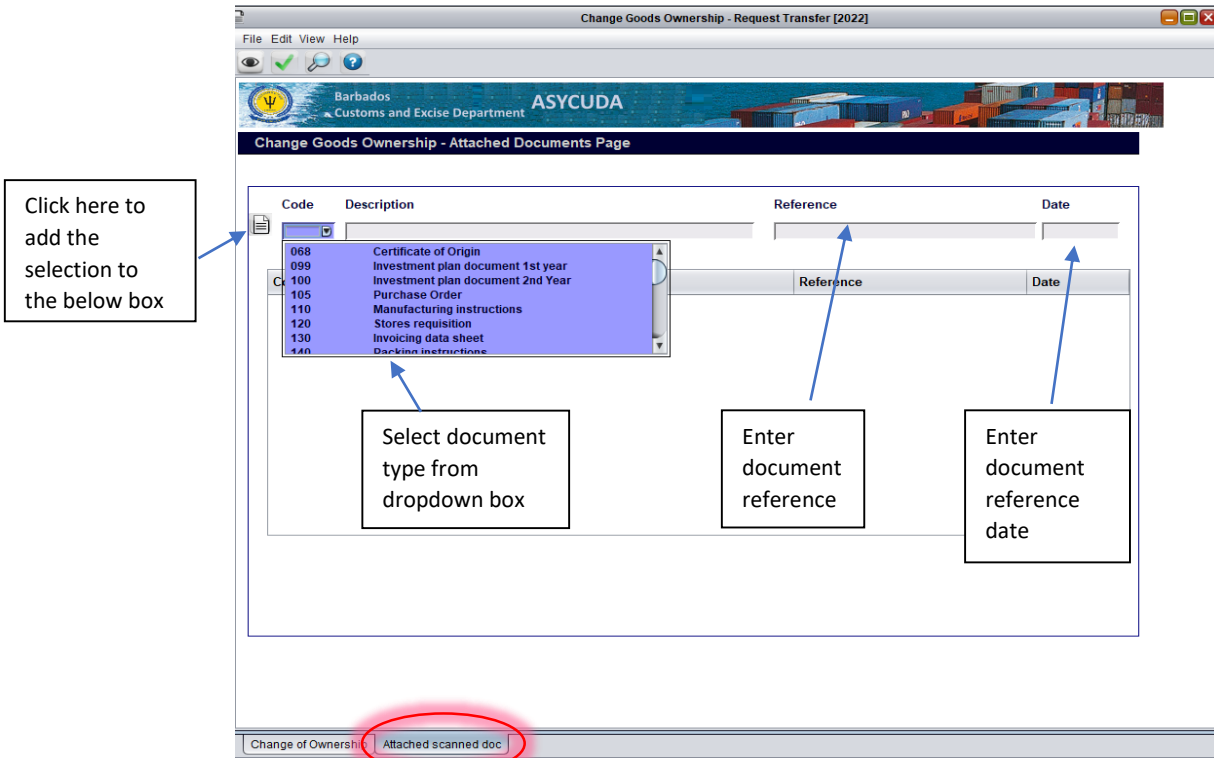 Change Goods Ownership - Request Transfer [2022]
File Edit View Help
Barbados
Customs and Excise Department ASYCUDA
Change Goods Ownership - Attached Documents Page
Click here to
add the
selection to
the below box
Code Description Reference Date
068 Certificate of Origin
099 Investment plan document 1st year
100 Investment plan document 2nd Year
105 Purchase Order
110 Manufacturing instructions
120 Stores requisition
130 Invoicing data sheet
140 Packing instructions
Reference Date
Select document
type from
dropdown box
Enter
document
reference
Enter
document
reference
date
Change of Ownership Attached scanned doc